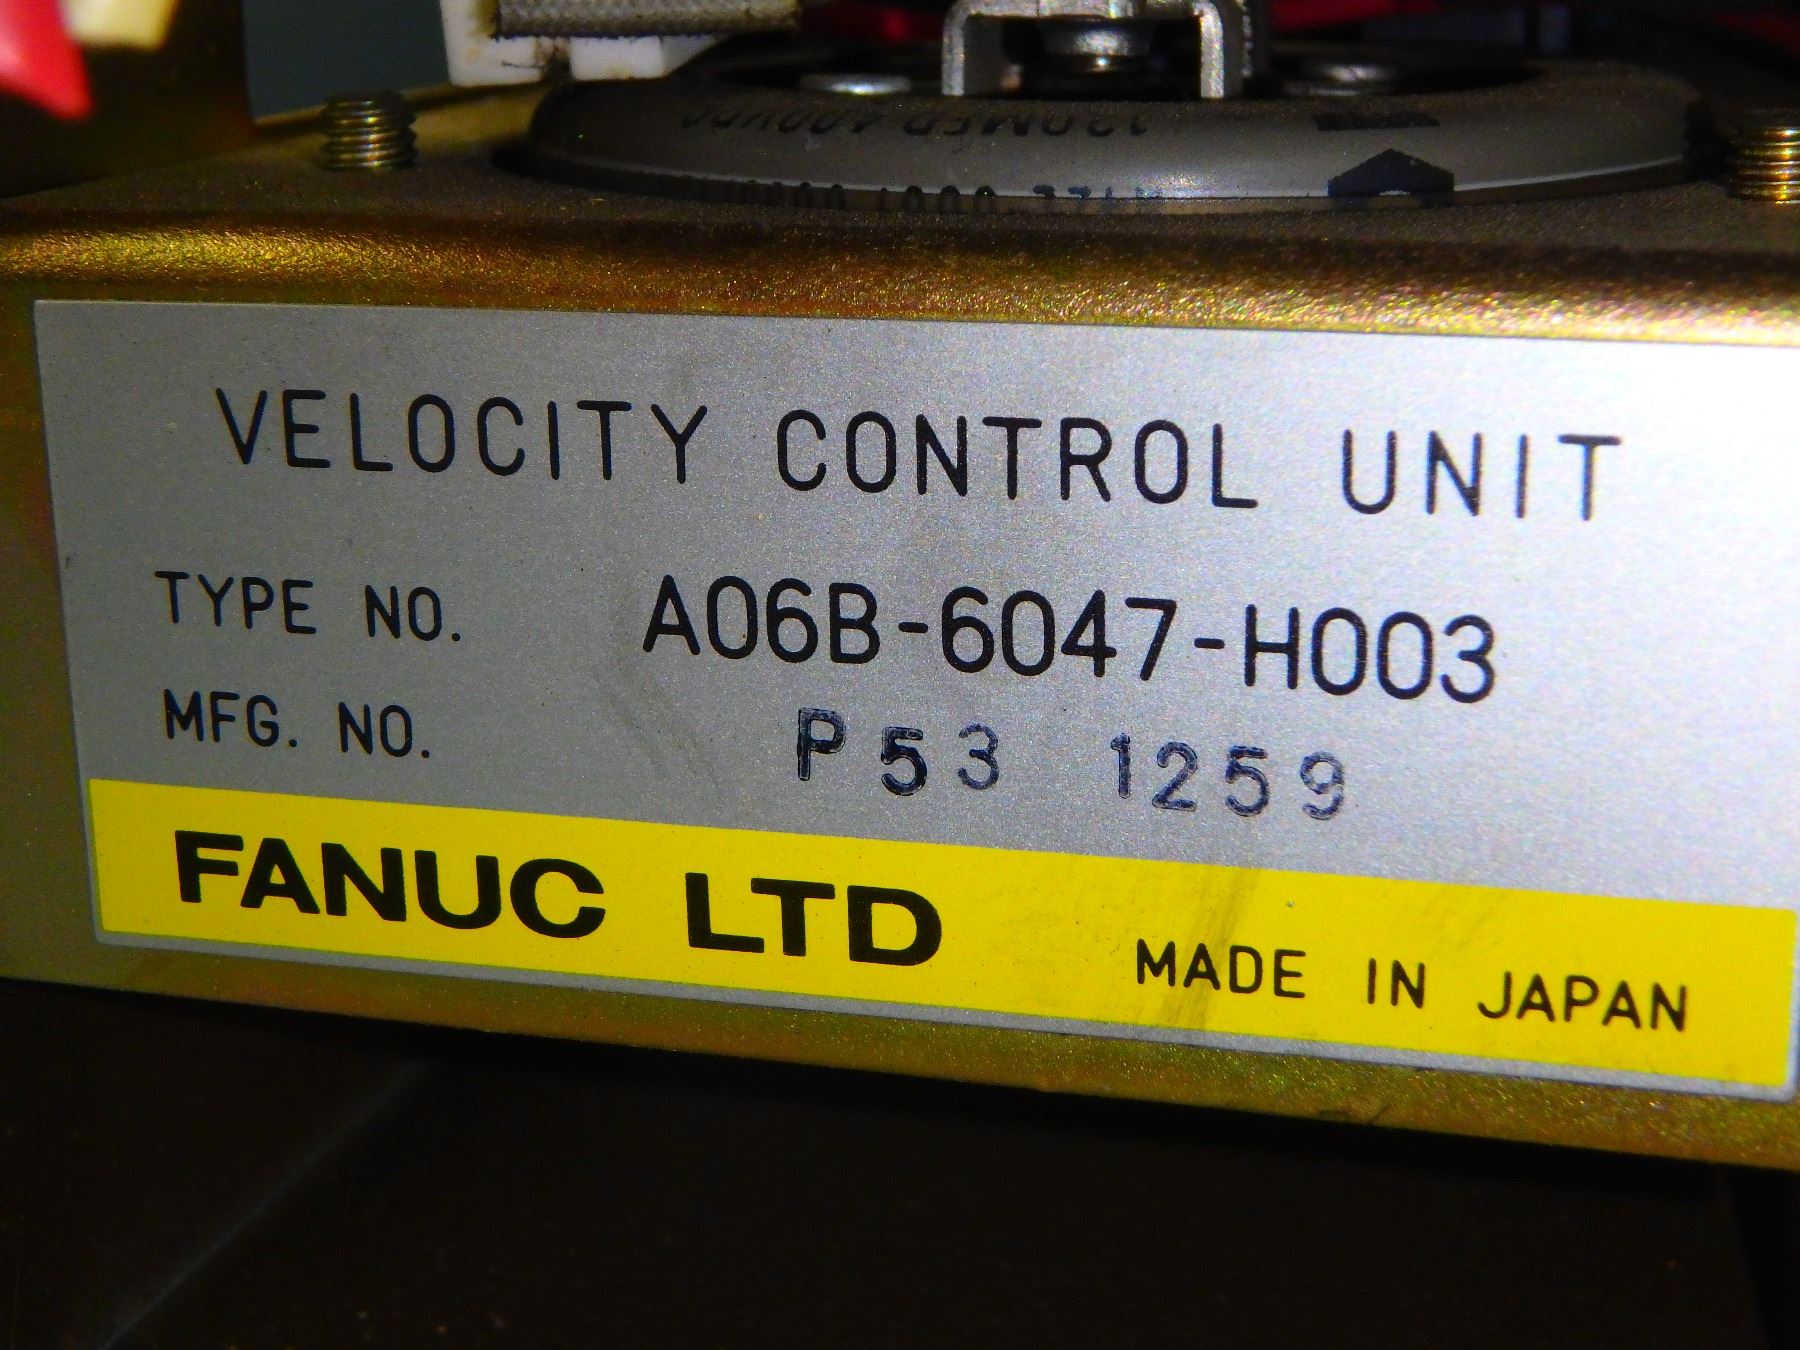 VELOCITY CONTROL UNIT
TYPE NO. A06B-6047-H003
MFG. NO. P53 1259
FANUC LTD MADE IN JAPAN